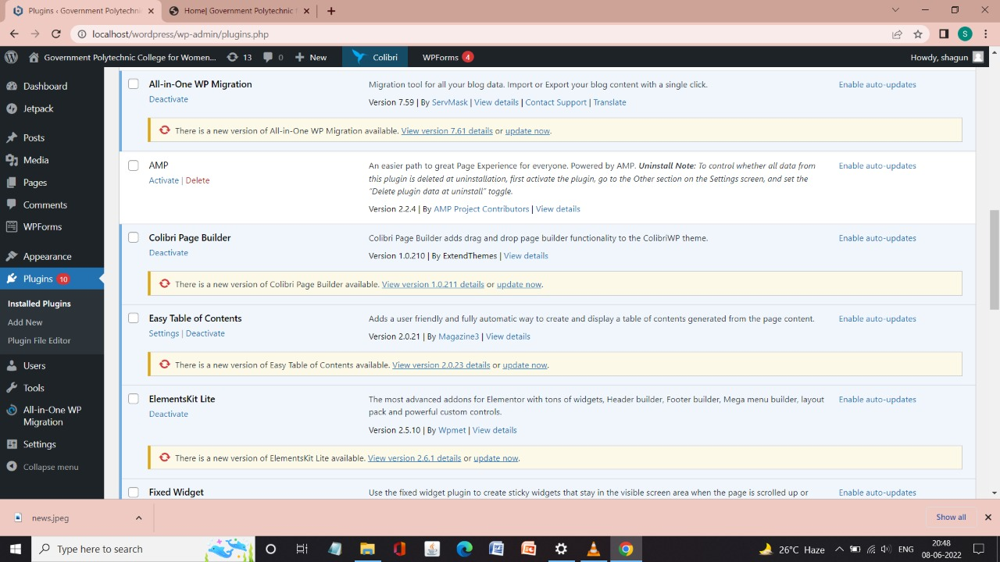 Plugins ‹ Government Polytechni
Home| Government Polytechnic
localhost/wordpress/wp-admin/plugins.php
S
Government Polytechnic College for Women...
13
0
New
Colibri
WPForms 4
Howdy, shagun
Dashboard
Jetpack
Posts
Media
Pages
Comments
WPForms
Appearance
Plugins 10
Installed Plugins
Add New
Plugin File Editor
Users
Tools
All-in-One WP
Migration
Settings
Collapse menu
All-in-One WP Migration
Deactivate
Migration tool for all your blog data. Import or Export your blog content with a single click.
Version 7.59 | By ServMask | View details | Contact Support | Translate
Enable auto-updates
There is a new version of All-in-One WP Migration available. View version 7.61 details or update now.
AMP
Activate | Delete
An easier path to great Page Experience for everyone. Powered by AMP. Uninstall Note: To control whether all data from
this plugin is deleted at uninstallation, first activate the plugin, go to the Other section on the Settings screen, and set the
"Delete plugin data at uninstall" toggle.
Version 2.2.4 | By AMP Project Contributors | View details
Enable auto-updates
Colibri Page Builder
Deactivate
Colibri Page Builder adds drag and drop page builder functionality to the ColibriWP theme.
Version 1.0.210 | By ExtendThemes | View details
Enable auto-updates
There is a new version of Colibri Page Builder available. View version 1.0.211 details or update now.
Easy Table of Contents
Settings | Deactivate
Adds a user friendly and fully automatic way to create and display a table of contents generated from the page content.
Version 2.0.21 | By Magazine3 | View details
Enable auto-updates
There is a new version of Easy Table of Contents available. View version 2.0.23 details or update now.
ElementsKit Lite
Deactivate
The most advanced addons for Elementor with tons of widgets, Header builder, Footer builder, Mega menu builder, layout
pack and powerful custom controls.
Version 2.5.10 | By Wpmet | View details
Enable auto-updates
There is a new version of ElementsKit Lite available. View version 2.6.1 details or update now.
Fixed Widget
Use the fixed widget plugin to create sticky widgets that stay in the visible screen area when the page is scrolled up or
Enable auto-updates
news.jpeg
Show all
Type here to search
26°C Haze
ENG
20:48
08-06-2022